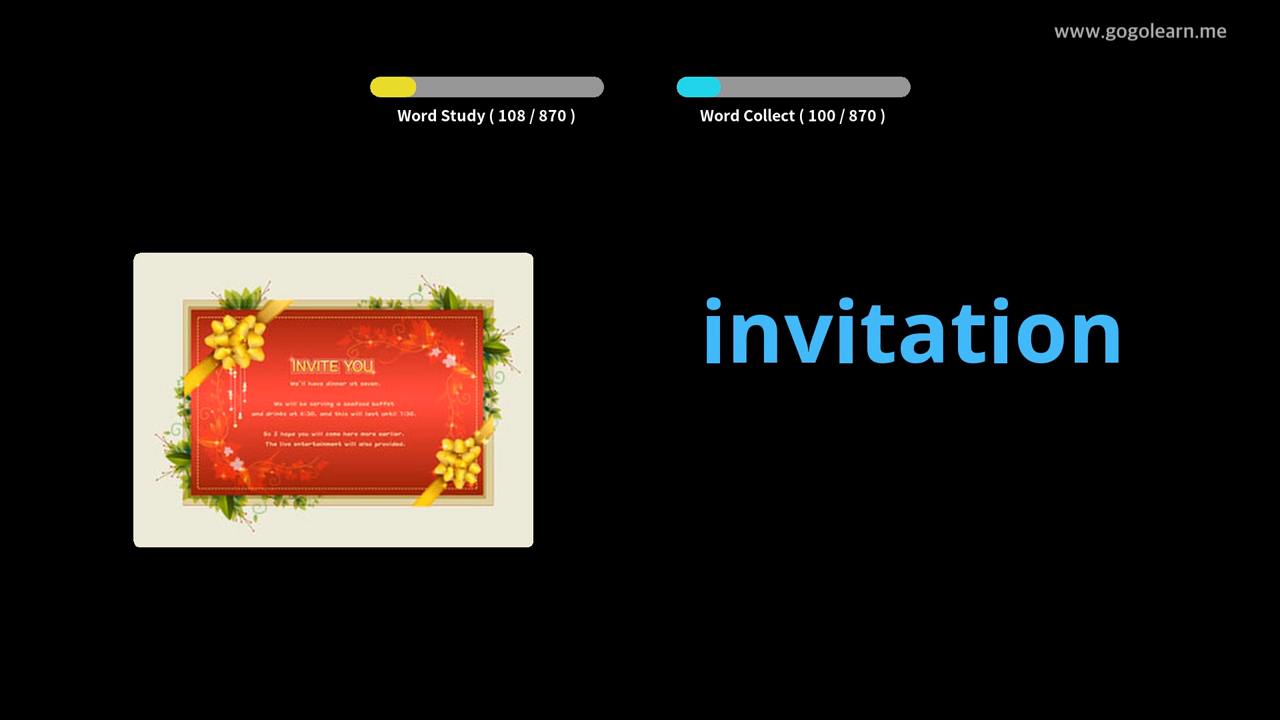 www.gogolearn.me
Word Study ( 108 / 870 )
Word Collect ( 100 / 870 )
invitation
INVITE YOU
We'll have dinner at seven.
We will be serving a seafood buffet
and drinks at 6:30, and this will last until 7:30.
So I hope you will come here more earlier.
The live entertainment will also provided.